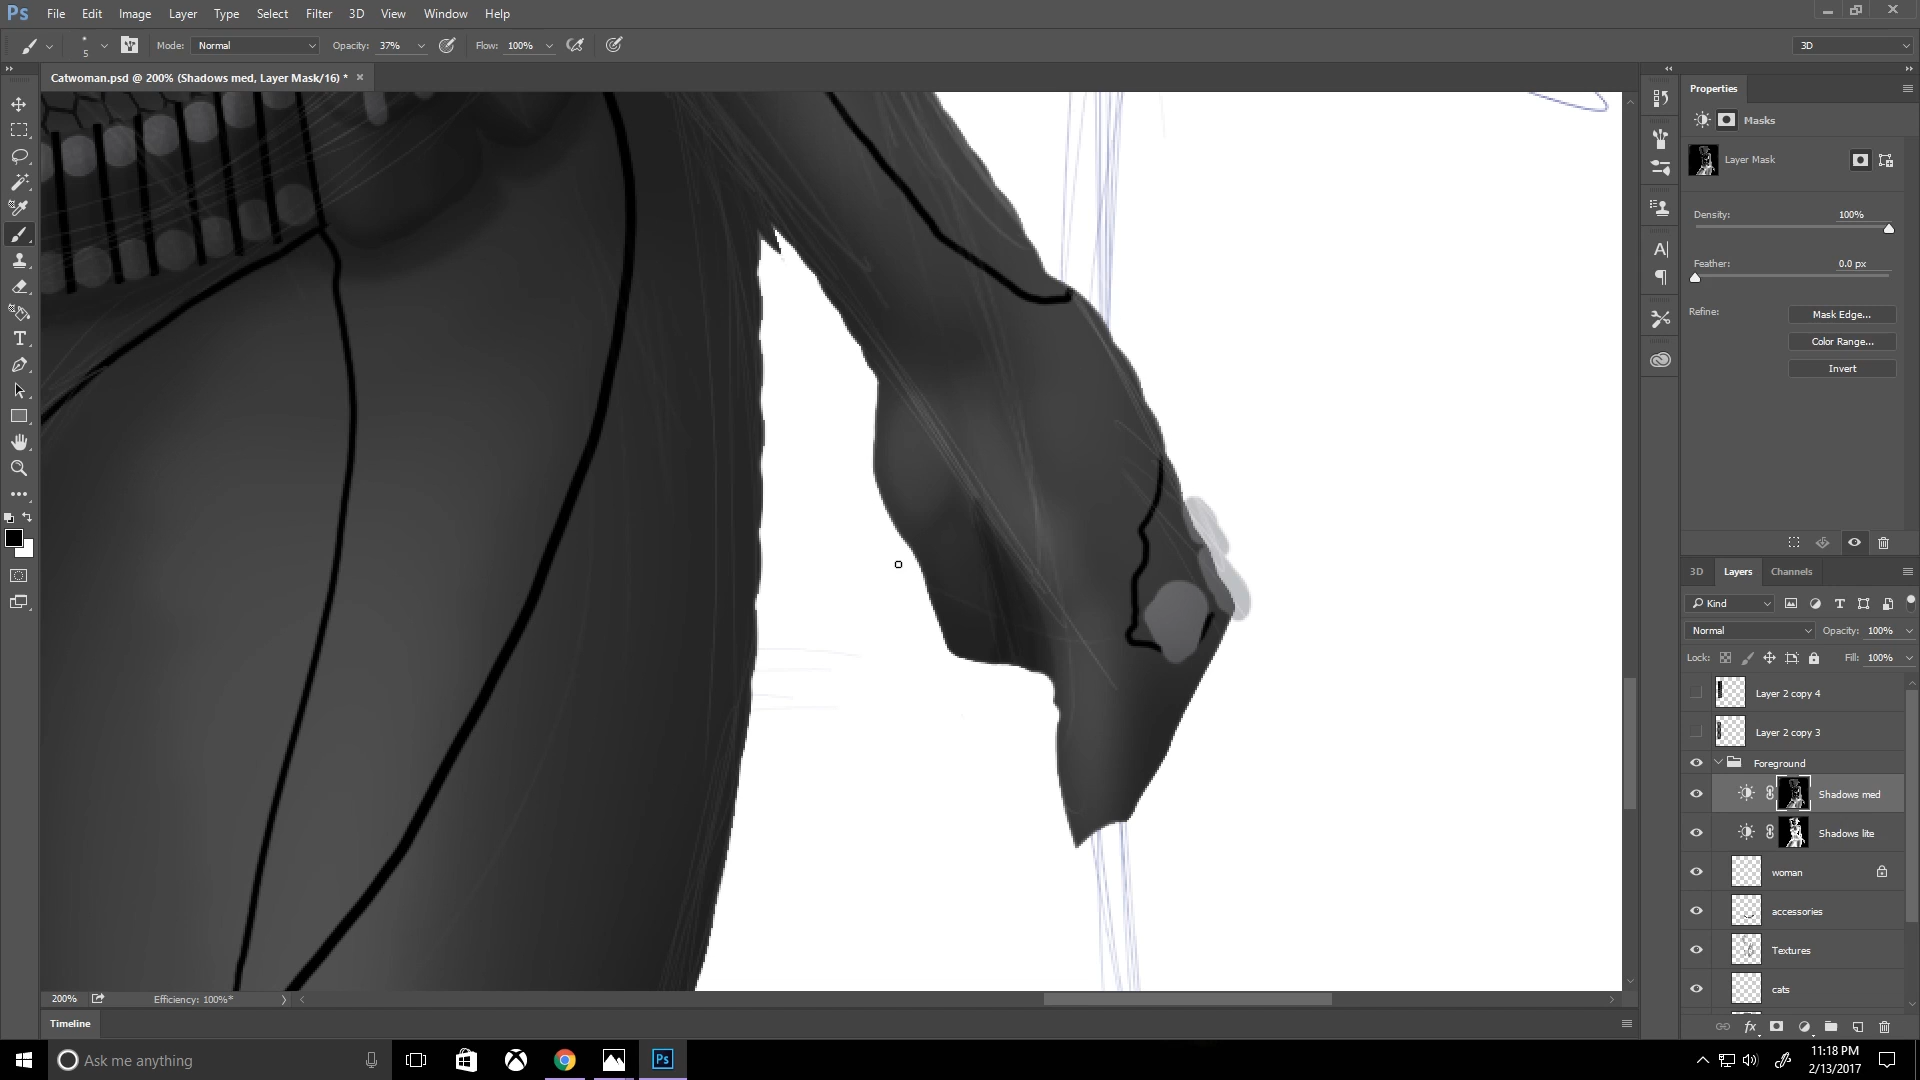 Ps File Edit Image Layer Type Select Filter 3D View Window Help
5 Mode: Normal Opacity: 37% Flow: 100% 3D
Catwoman.psd @ 200% (Shadows med, Layer Mask/16) * ×
Properties
Masks
Layer Mask
Density: 100%
Feather: 0.0 px
Refine: Mask Edge...
Color Range...
Invert
3D Layers Channels
Kind
Normal Opacity: 100%
Lock: Fill: 100%
Layer 2 copy 4
Layer 2 copy 3
Foreground
Shadows med
Shadows lite
woman
accessories
Textures
cats
fx
200% Efficiency: 100%*
Timeline
Ask me anything
Ps
11:18 PM
2/13/2017